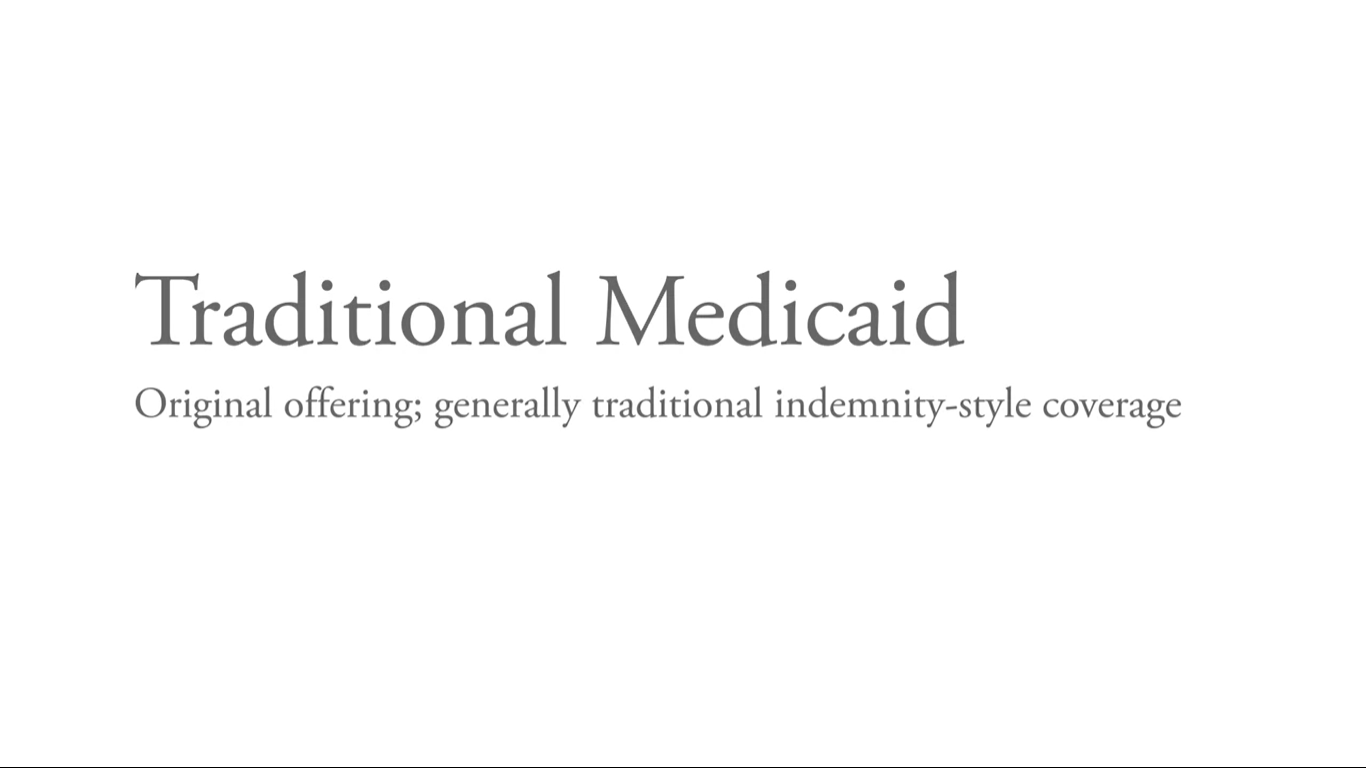 Traditional Medicaid
Original offering; generally traditional indemnity-style coverage